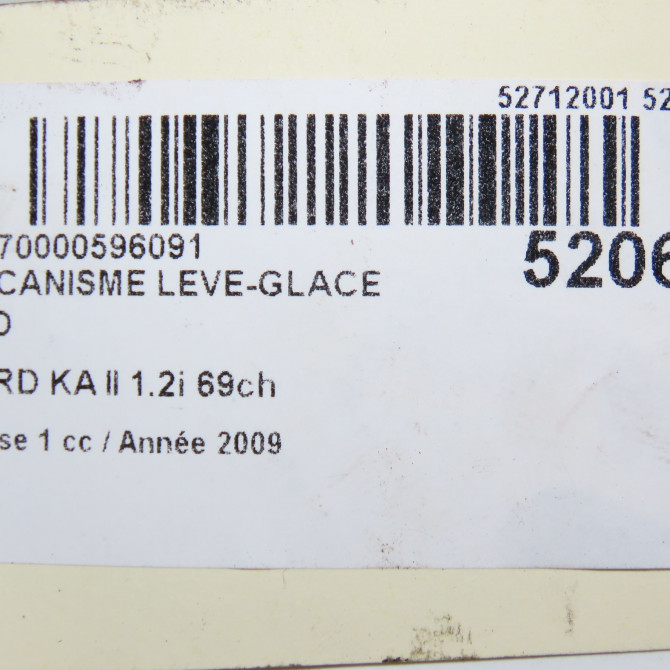 52712001 52
70000596091
5206
CANISME LEVE-GLACE
D
RD KA II 1.2i 69ch
se 1 cc / Année 2009